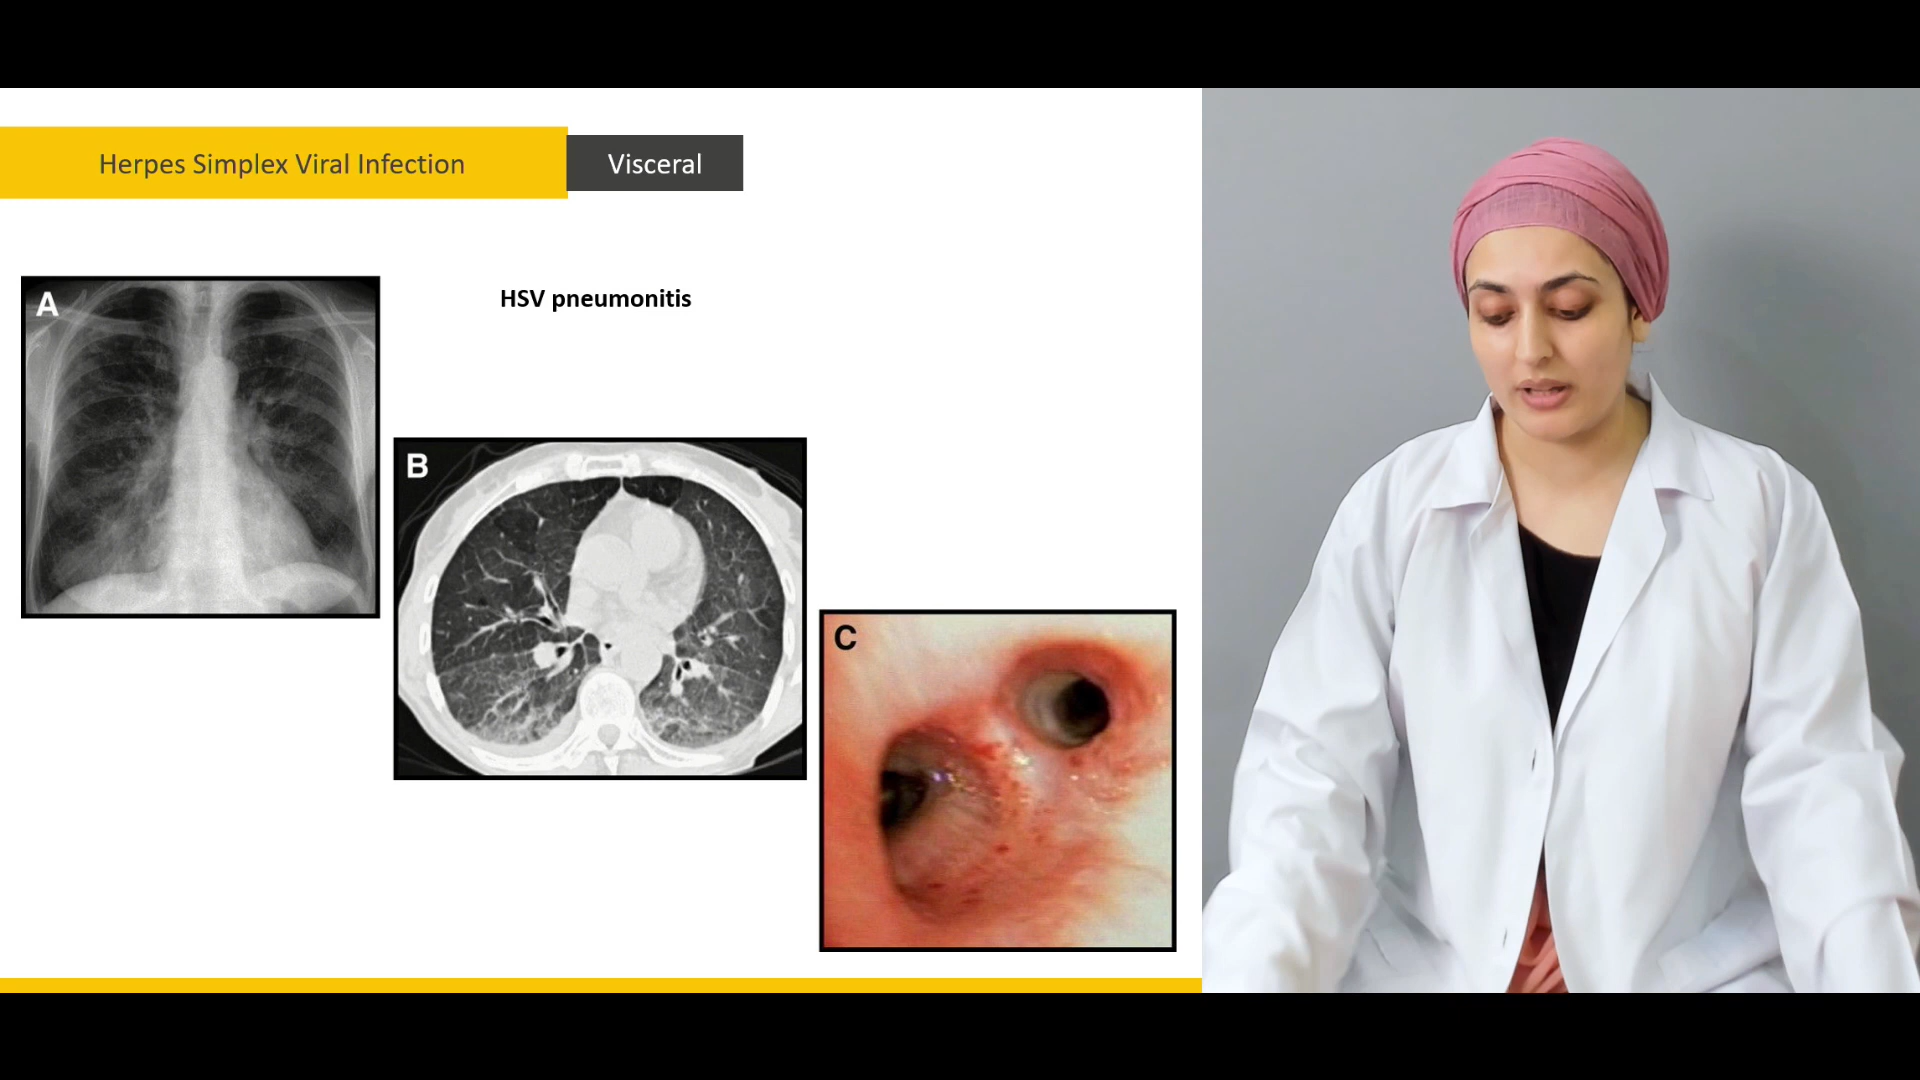 Herpes Simplex Viral Infection
Visceral
HSV pneumonitis
A
B
C